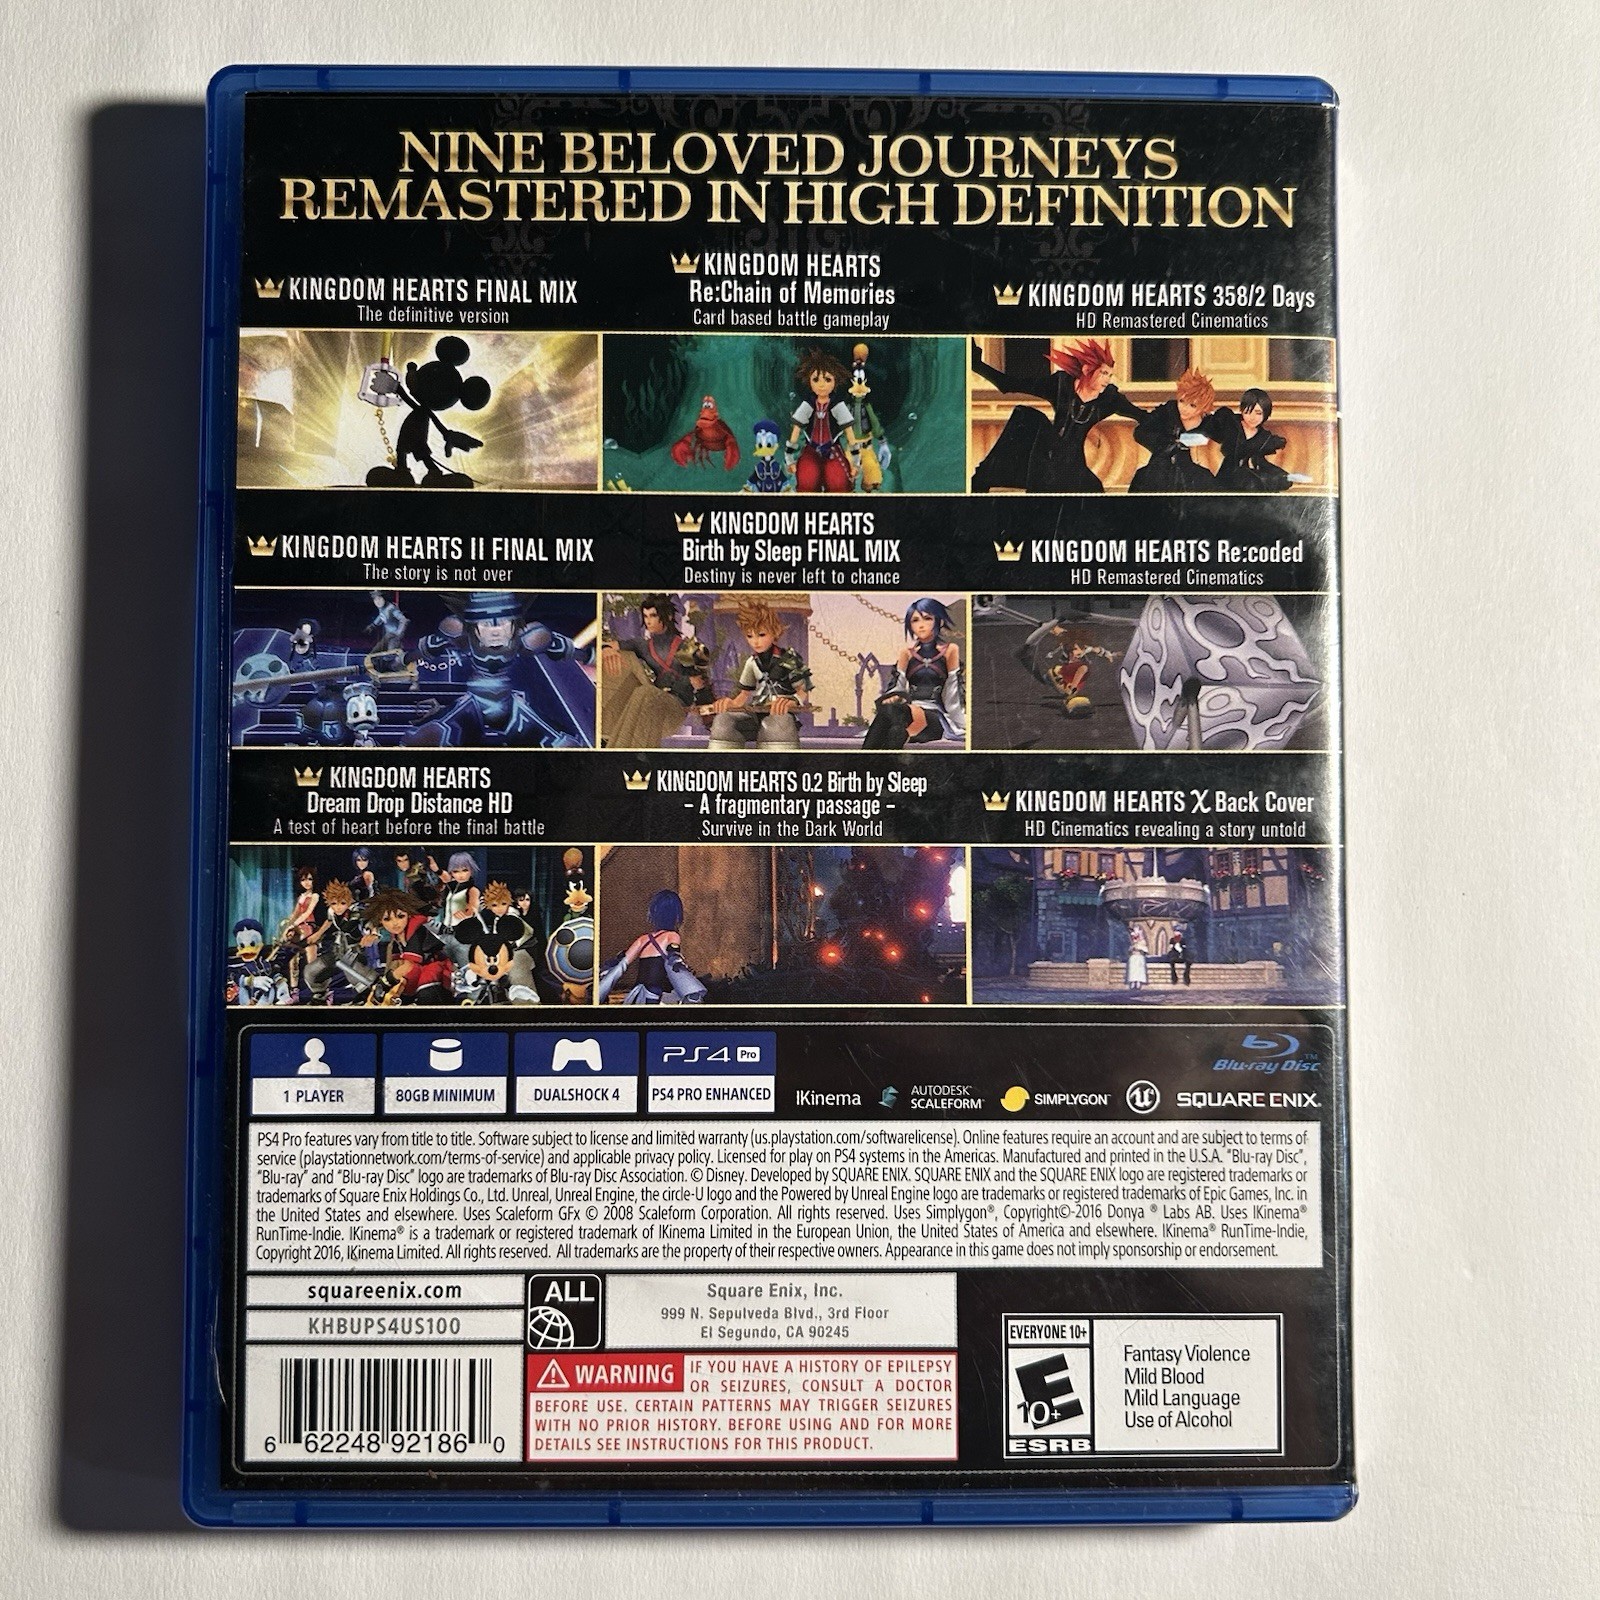 NINE BELOVED JOURNEYS
REMASTERED IN HIGH DEFINITION
KINGDOM HEARTS FINAL MIX
The definitive version
KINGDOM HEARTS
Re:Chain of Memories
Card based battle gameplay
KINGDOM HEARTS 358/2 Days
HD Remastered Cinematics
KINGDOM HEARTS II FINAL MIX
The story is not over
KINGDOM HEARTS
Birth by Sleep FINAL MIX
Destiny is never left to chance
KINGDOM HEARTS Re:coded
HD Remastered Cinematics
KINGDOM HEARTS
Dream Drop Distance HD
A test of heart before the final battle
KINGDOM HEARTS 0.2 Birth by Sleep
– A fragmentary passage –
Survive in the Dark World
KINGDOM HEARTS χ Back Cover
HD Cinematics revealing a story untold
1 PLAYER
80GB MINIMUM
DUALSHOCK 4
PS4 Pro
PS4 PRO ENHANCED
IKinema
AUTODESK®
SCALEFORM®
SIMPLYGON™
SQUARE ENIX®
Blu-ray Disc™
PS4 Pro features vary from title to title. Software subject to license and limited warranty (us.playstation.com/softwarelicense). Online features require an account and are subject to terms of
service (playstationnetwork.com/terms-of-service) and applicable privacy policy. Licensed for play on PS4 systems in the Americas. Manufactured and printed in the U.S.A. "Blu-ray Disc",
"Blu-ray" and "Blu-ray Disc" logo are trademarks of Blu-ray Disc Association. © Disney. Developed by SQUARE ENIX. SQUARE ENIX and the SQUARE ENIX logo are registered trademarks or
trademarks of Square Enix Holdings Co., Ltd. Unreal, Unreal Engine, the circle-U logo and the Powered by Unreal Engine logo are trademarks or registered trademarks of Epic Games, Inc. in
the United States and elsewhere. Uses Scaleform GFx © 2008 Scaleform Corporation. All rights reserved. Uses Simplygon®, Copyright©-2016 Donya ® Labs AB. Uses IKinema®
RunTime-Indie. IKinema® is a trademark or registered trademark of IKinema Limited in the European Union, the United States of America and elsewhere. IKinema® RunTime-Indie,
Copyright 2016, IKinema Limited. All rights reserved. All trademarks are the property of their respective owners. Appearance in this game does not imply sponsorship or endorsement.
squareenix.com
KHBUPS4US100
6 62248 92186 0
ALL
Square Enix, Inc.
999 N. Sepulveda Blvd., 3rd Floor
El Segundo, CA 90245
WARNING IF YOU HAVE A HISTORY OF EPILEPSY
OR SEIZURES, CONSULT A DOCTOR
BEFORE USE. CERTAIN PATTERNS MAY TRIGGER SEIZURES
WITH NO PRIOR HISTORY. BEFORE USING AND FOR MORE
DETAILS SEE INSTRUCTIONS FOR THIS PRODUCT.
EVERYONE 10+
E
10+
ESRB
Fantasy Violence
Mild Blood
Mild Language
Use of Alcohol